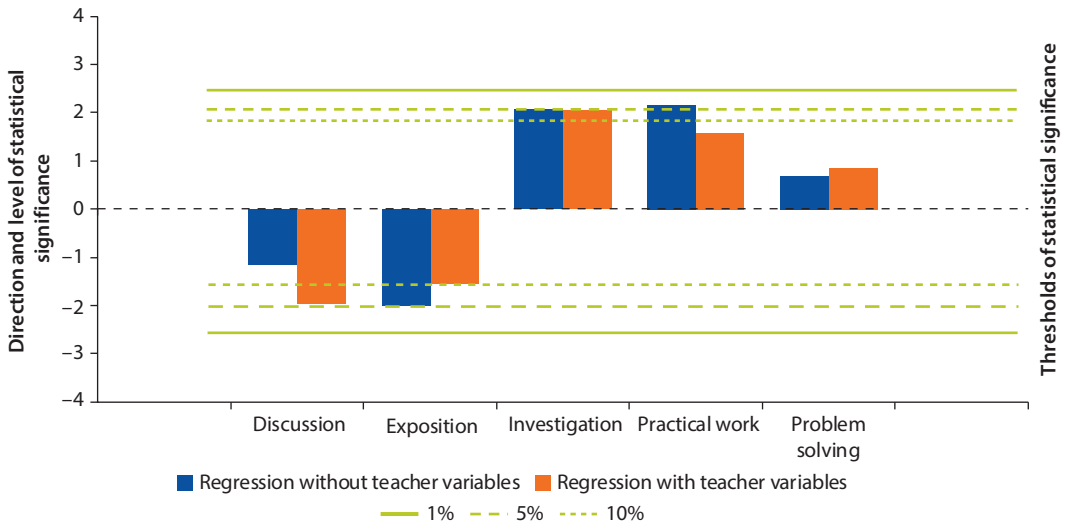 Direction and level of statistical
significance
4
3
2
1
0
−1
−2
−3
−4
Thresholds of statistical significance
Discussion
Exposition
Investigation
Practical work
Problem
solving
Regression without teacher variables
Regression with teacher variables
1%
5%
10%